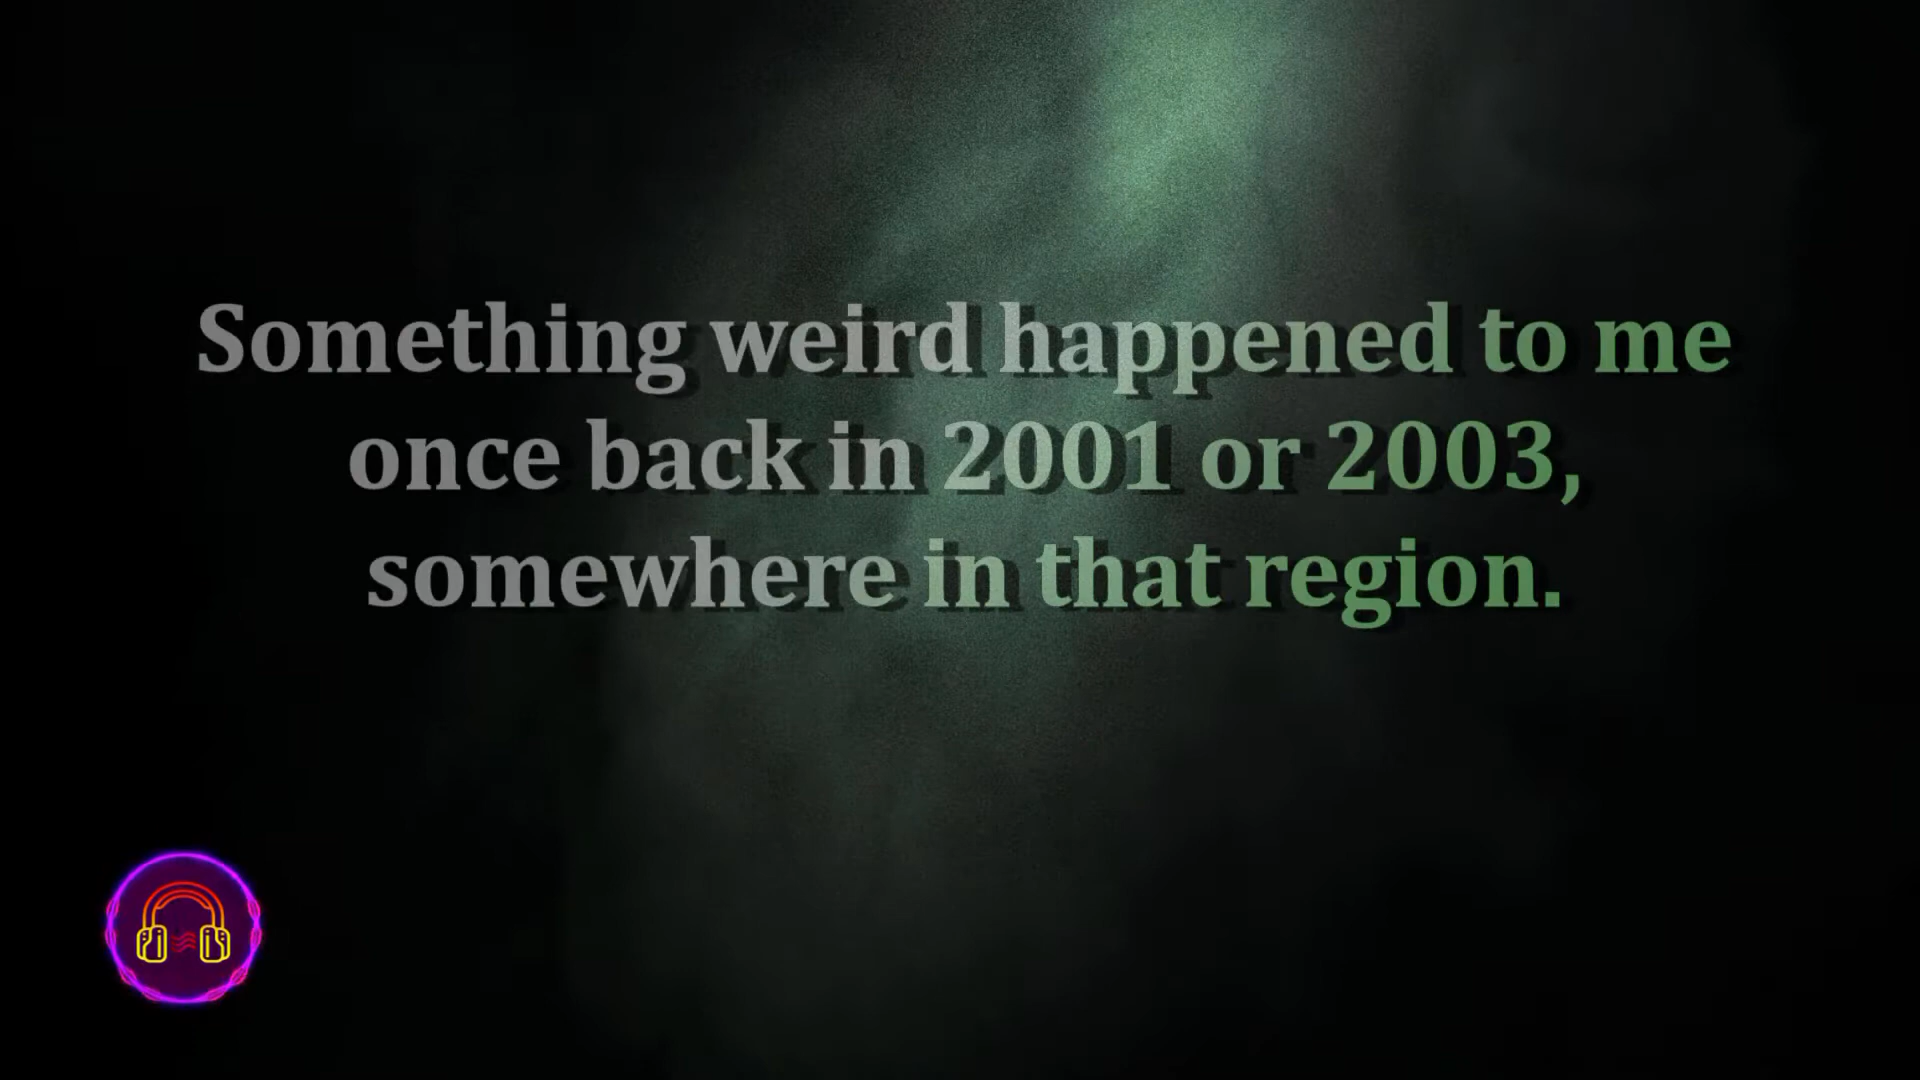 Something weird happened to me
once back in 2001 or 2003,
somewhere in that region.